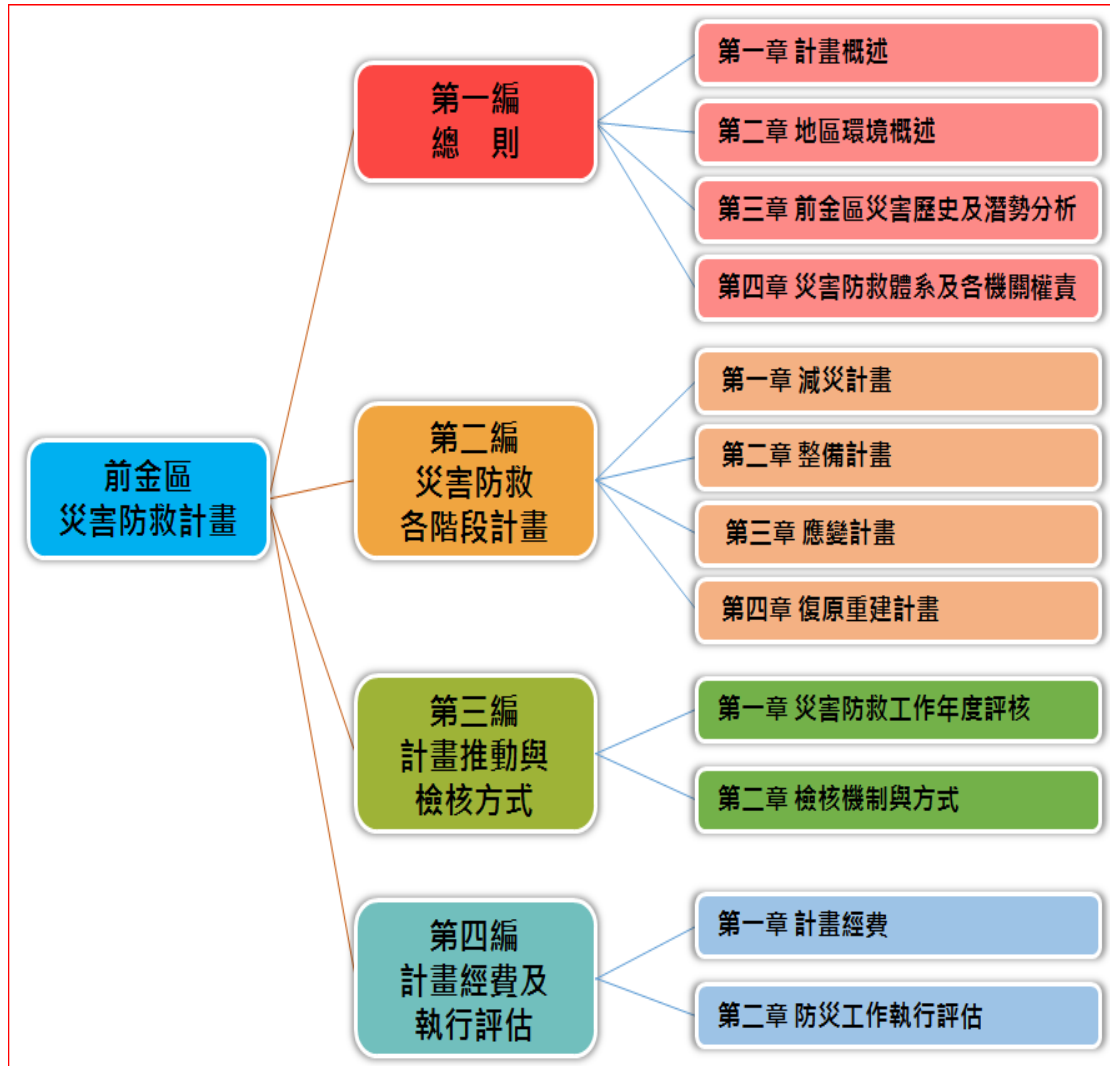 前金區
災害防救計畫
第一編
總　則
第一章 計畫概述
第二章 地區環境概述
第三章 前金區災害歷史及潛勢分析
第四章 災害防救體系及各機關權責
第二編
災害防救
各階段計畫
第一章 減災計畫
第二章 整備計畫
第三章 應變計畫
第四章 復原重建計畫
第三編
計畫推動與
檢核方式
第一章 災害防救工作年度評核
第二章 檢核機制與方式
第四編
計畫經費及
執行評估
第一章 計畫經費
第二章 防災工作執行評估